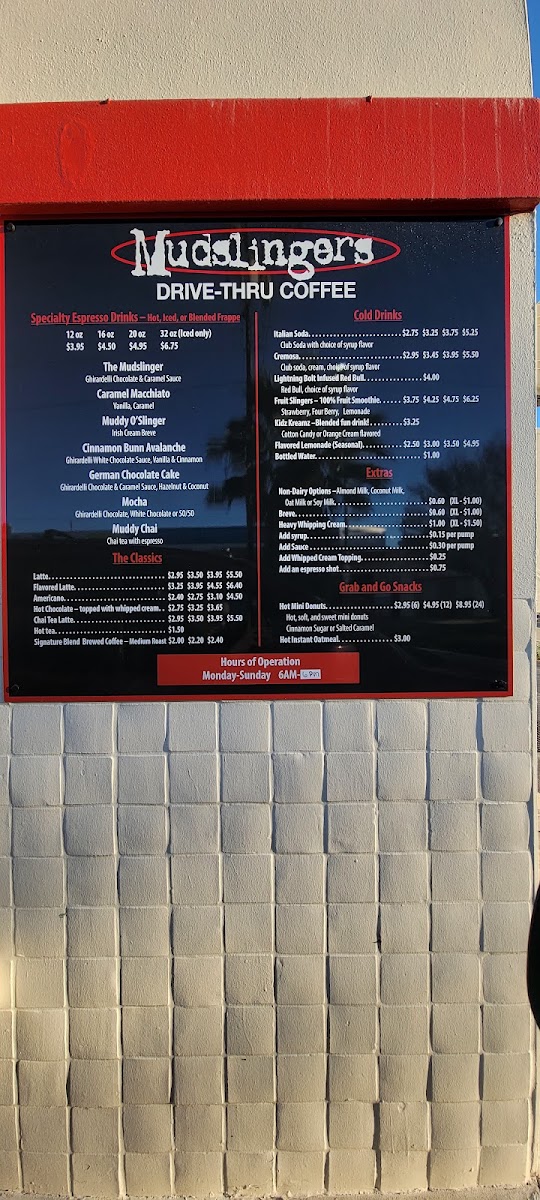 Mudslingers
DRIVE-THRU COFFEE
Specialty Espresso Drinks – Hot, Iced, or Blended Frappe
12 oz 16 oz 20 oz 32 oz (Iced only)
$3.95 $4.50 $4.95 $6.75
The Mudslinger
Ghirardelli Chocolate & Caramel Sauce
Caramel Macchiato
Vanilla, Caramel
Muddy O'Slinger
Irish Cream Breve
Cinnamon Bunn Avalanche
Ghirardelli White Chocolate Sauce, Vanilla & Cinnamon
German Chocolate Cake
Ghirardelli Chocolate & Caramel Sauce, Hazelnut & Coconut
Mocha
Ghirardelli Chocolate, White Chocolate or 50/50
Muddy Chai
Chai tea with espresso
The Classics
Latte $2.95 $3.50 $3.95 $5.50
Flavored Latte $3.25 $3.95 $4.55 $6.40
Americano $2.40 $2.75 $3.10 $4.50
Hot Chocolate – topped with whipped cream $2.75 $3.25 $3.65
Chai Tea Latte $2.95 $3.50 $3.95 $5.50
Hot tea $1.50
Signature Blend Brewed Coffee – Medium Roast $2.00 $2.20 $2.40
Cold Drinks
Italian Soda $2.75 $3.25 $3.75 $5.25
Club Soda with choice of syrup flavor
Cremosa $2.95 $3.45 $3.95 $5.50
Club soda, cream, choice of syrup flavor
Lightning Bolt Infused Red Bull $4.00
Red Bull, choice of syrup flavor
Fruit Slingers – 100% Fruit Smoothie $3.75 $4.25 $4.75 $6.25
Strawberry, Four Berry, Lemonade
Kidz Kreamz –Blended fun drink! $3.25
Cotton Candy or Orange Cream flavored
Flavored Lemonade (Seasonal) $2.50 $3.00 $3.50 $4.95
Bottled Water $1.00
Extras
Non-Dairy Options –Almond Milk, Coconut Milk,
Oat Milk or Soy Milk $0.60 (XL - $1.00)
Breve $0.60 (XL - $1.00)
Heavy Whipping Cream $1.00 (XL - $1.50)
Add syrup $0.15 per pump
Add Sauce $0.30 per pump
Add Whipped Cream Topping $0.25
Add an espresso shot $0.75
Grab and Go Snacks
Hot Mini Donuts $2.95 (6) $4.95 (12) $8.95 (24)
Hot, soft, and sweet mini donuts
Cinnamon Sugar or Salted Caramel
Hot Instant Oatmeal $3.00
Hours of Operation
Monday-Sunday 6AM-6PM